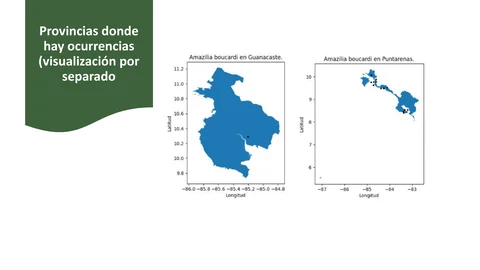 Provincias donde
hay ocurrencias
(visualización por
separado
Amazilia boucardi en Guanacaste.
11.2
11.0
10.8
10.6
10.4
10.2
10.0
9.8
Latitud
−86.0 −85.8 −85.6 −85.4 −85.2 −85.0 −84.8
Longitud
Amazilia boucardi en Puntarenas.
10
9
8
7
6
Latitud
−87 −86 −85 −84 −83
Longitud